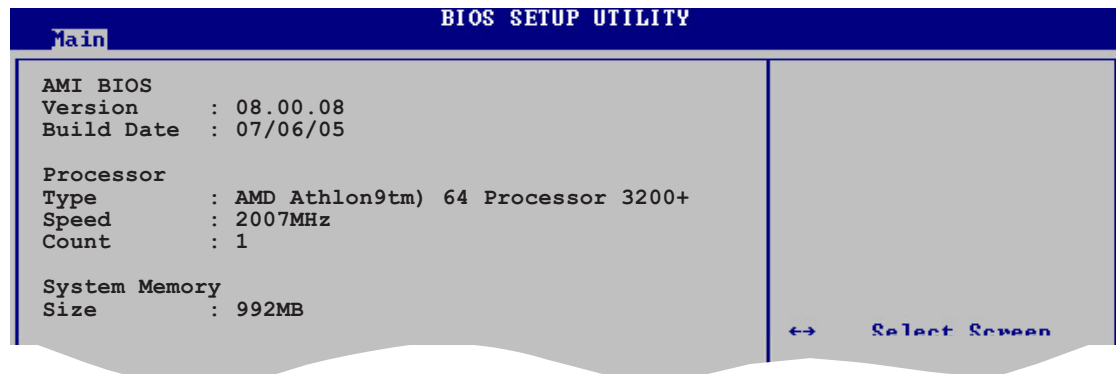 BIOS SETUP UTILITY
Main
AMI BIOS
Version : 08.00.08
Build Date : 07/06/05
Processor
Type : AMD Athlon9tm) 64 Processor 3200+
Speed : 2007MHz
Count : 1
System Memory
Size : 992MB
↔ Select Screen